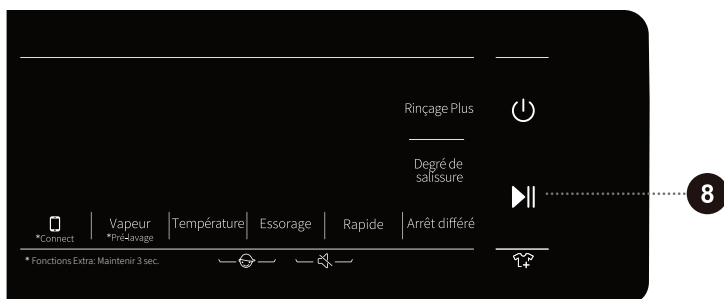 Rinçage Plus
Degré de
salissure
8
*Connect
Vapeur
*Pré-lavage
Température
Essorage
Rapide
Arrêt différé
* Fonctions Extra: Maintenir 3 sec.